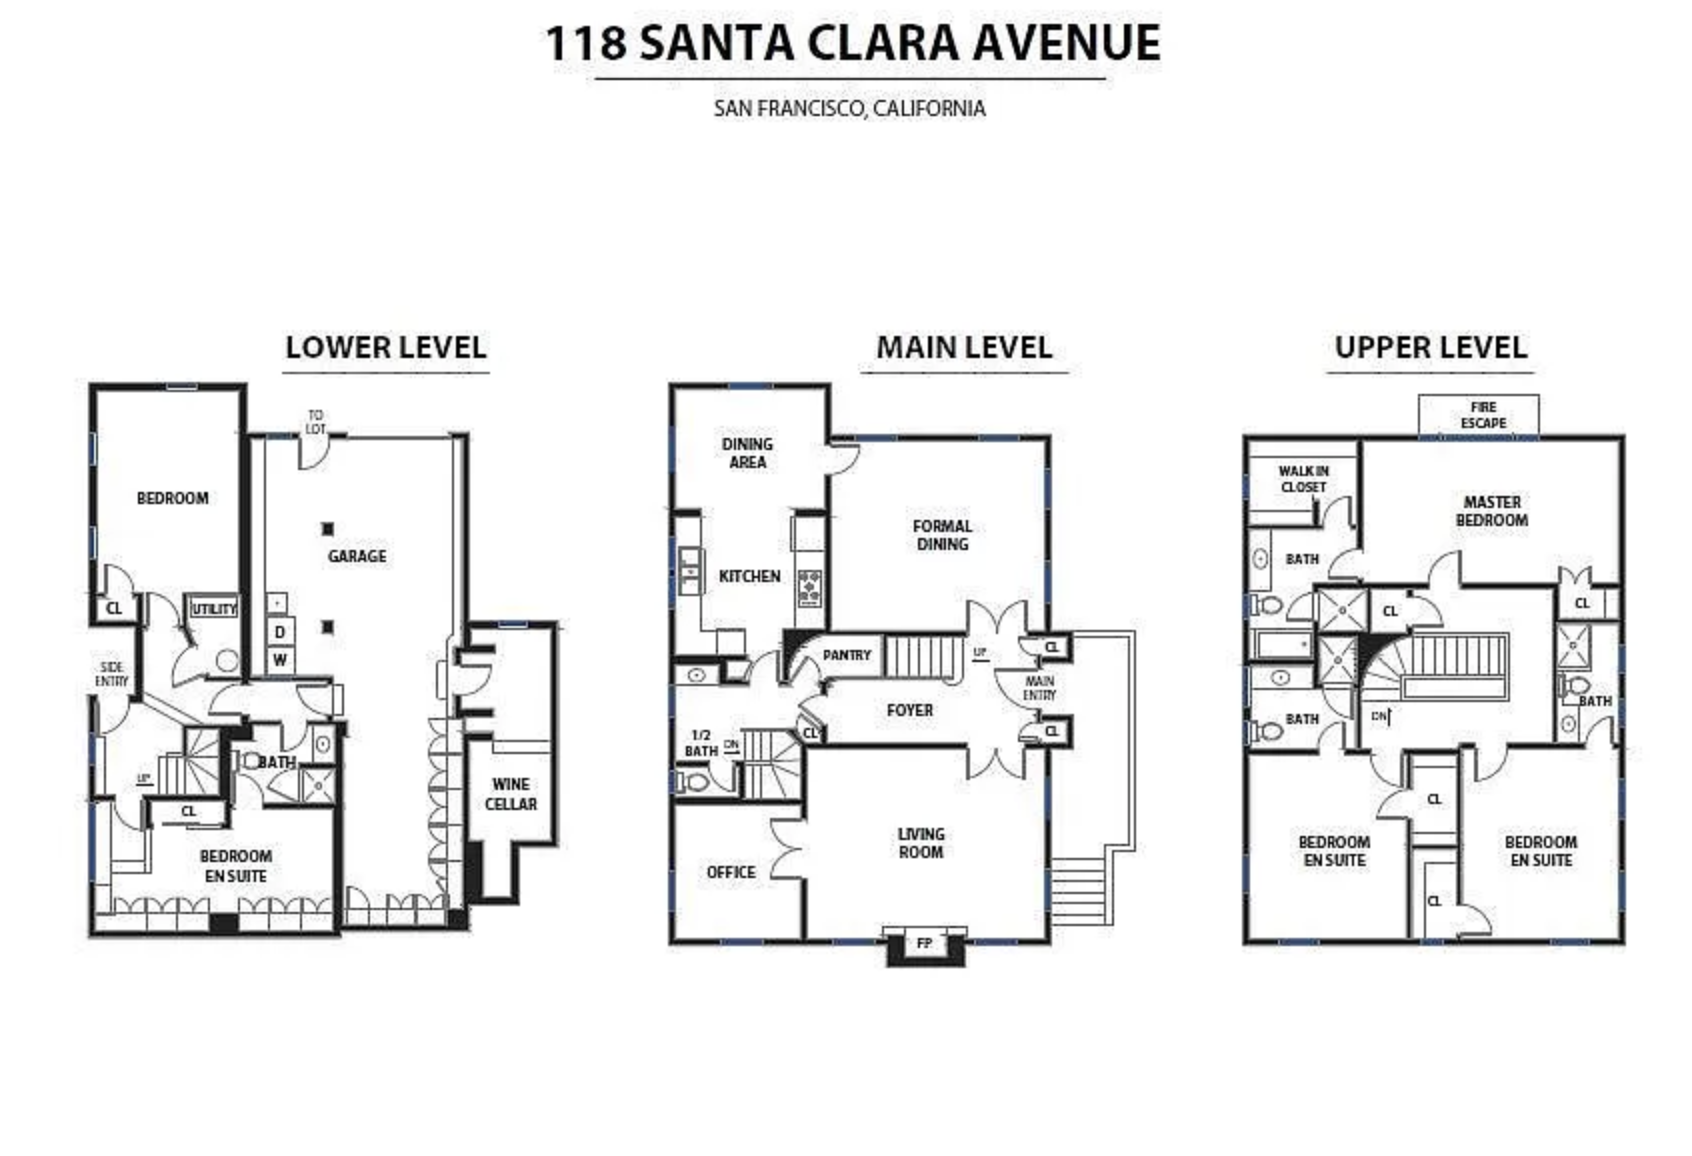 118 SANTA CLARA AVENUE
SAN FRANCISCO, CALIFORNIA
LOWER LEVEL
TO
LOT
BEDROOM
GARAGE
CL
UTILITY
D
W
SIDE
ENTRY
UP
BATH
CL
BEDROOM
EN SUITE
WINE
CELLAR
MAIN LEVEL
DINING
AREA
FORMAL
DINING
KITCHEN
PANTRY
UP
CL
MAIN
ENTRY
FOYER
CL
CL
1/2
BATH
DN
LIVING
ROOM
OFFICE
FP
UPPER LEVEL
FIRE
ESCAPE
WALK IN
CLOSET
MASTER
BEDROOM
BATH
CL
CL
BATH
DN
BATH
CL
BEDROOM
EN SUITE
BEDROOM
EN SUITE
CL